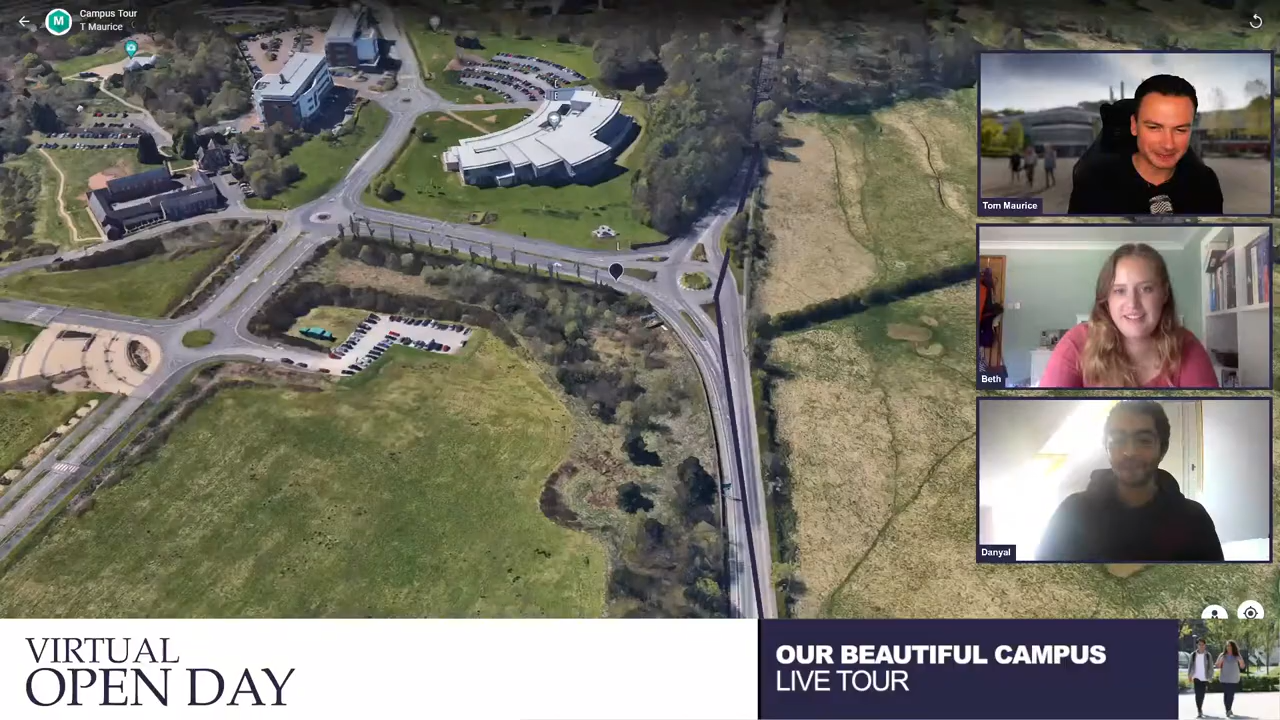 Campus Tour
M
T Maurice
Tom Maurice
Beth
Danyal
VIRTUAL
OPEN DAY
OUR BEAUTIFUL CAMPUS
LIVE TOUR